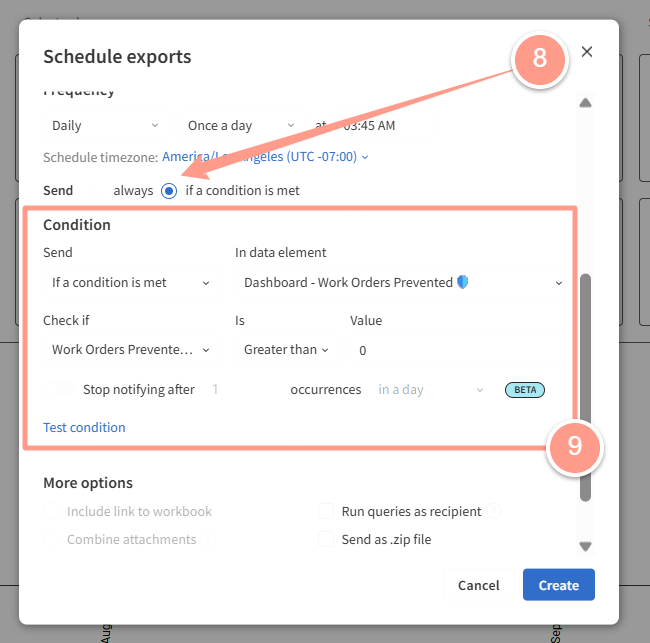 Schedule exports
8
Frequency
Daily Once a day at 03:45 AM
Schedule timezone: America/Los Angeles (UTC -07:00)
Send always if a condition is met
Condition
Send In data element
If a condition is met Dashboard - Work Orders Prevented
Check if Is Value
Work Orders Prevente... Greater than 0
Stop notifying after 1 occurrences in a day BETA
Test condition
9
More options
Include link to workbook Run queries as recipient
Combine attachments Send as .zip file
Cancel Create
Aug
Sep